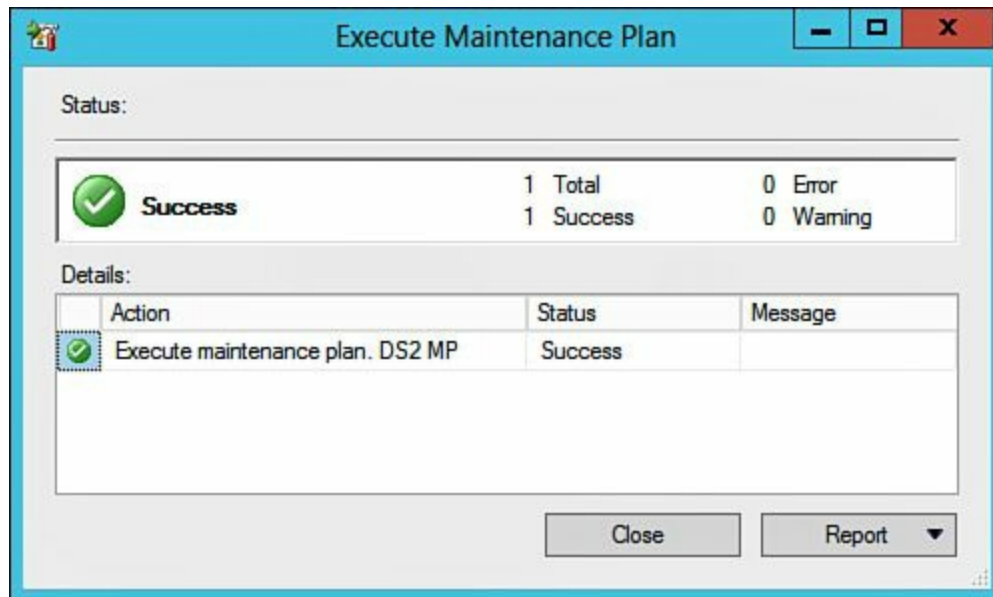 Execute Maintenance Plan
Status:
Success
1 Total
0 Error
1 Success
0 Warning
Details:
Action Status Message
Execute maintenance plan. DS2 MP Success
Close Report